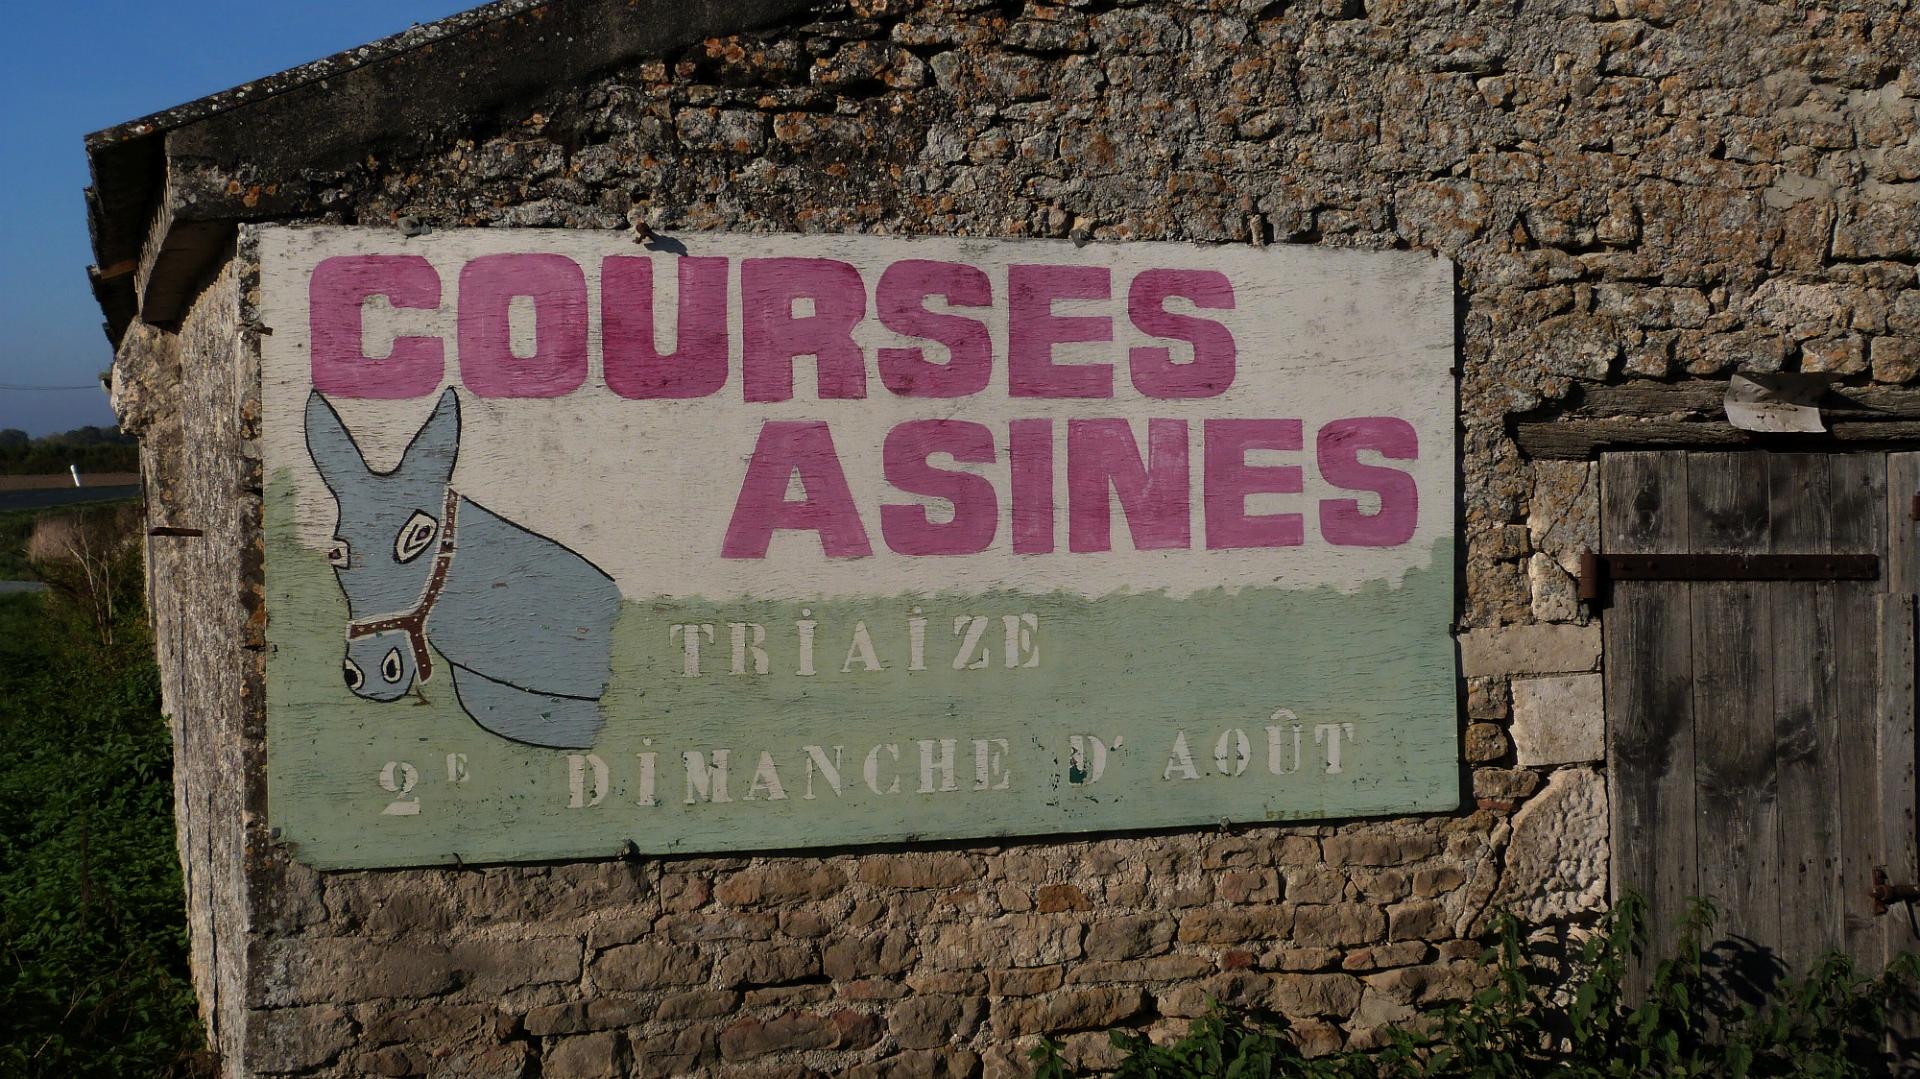 COURSES
ASINES
TRIAIZE
2E DIMANCHE D'AOÛT